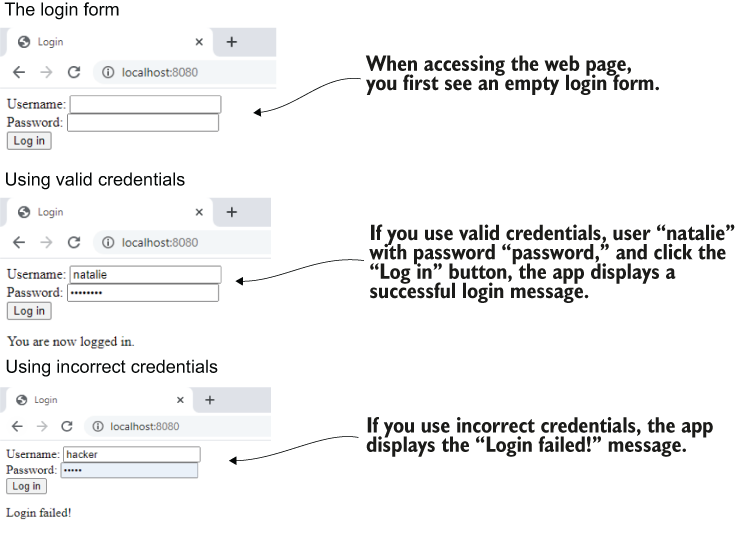 The login form
Login
localhost:8080
When accessing the web page,
you first see an empty login form.
Username:
Password:
Log in
Using valid credentials
Login
localhost:8080
If you use valid credentials, user “natalie”
with password “password,” and click the
“Log in” button, the app displays a
successful login message.
Username: natalie
Password: ••••••••
Log in
You are now logged in.
Using incorrect credentials
Login
localhost:8080
If you use incorrect credentials, the app
displays the “Login failed!” message.
Username: hacker
Password: •••••
Log in
Login failed!